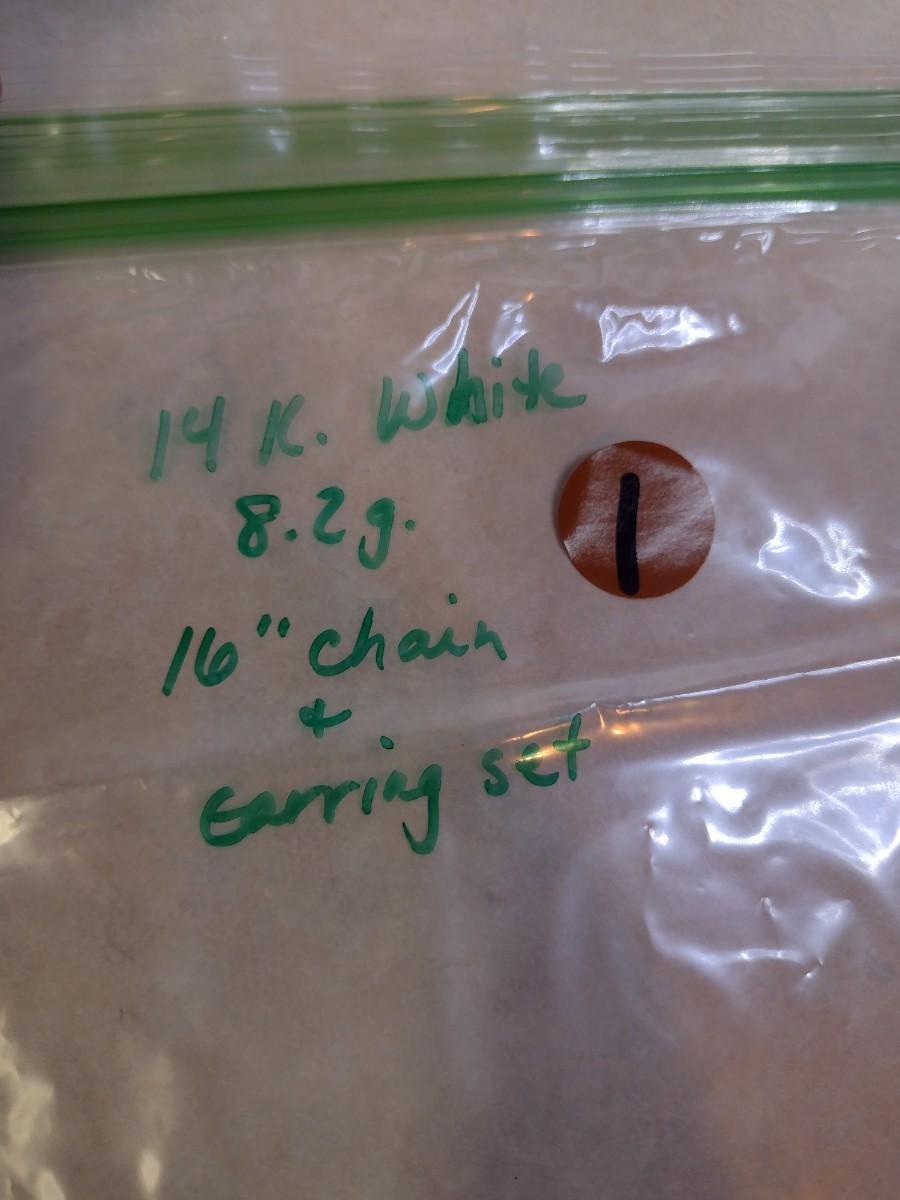 14 K. White
8.2g.
1
16" chain
+
Earring set